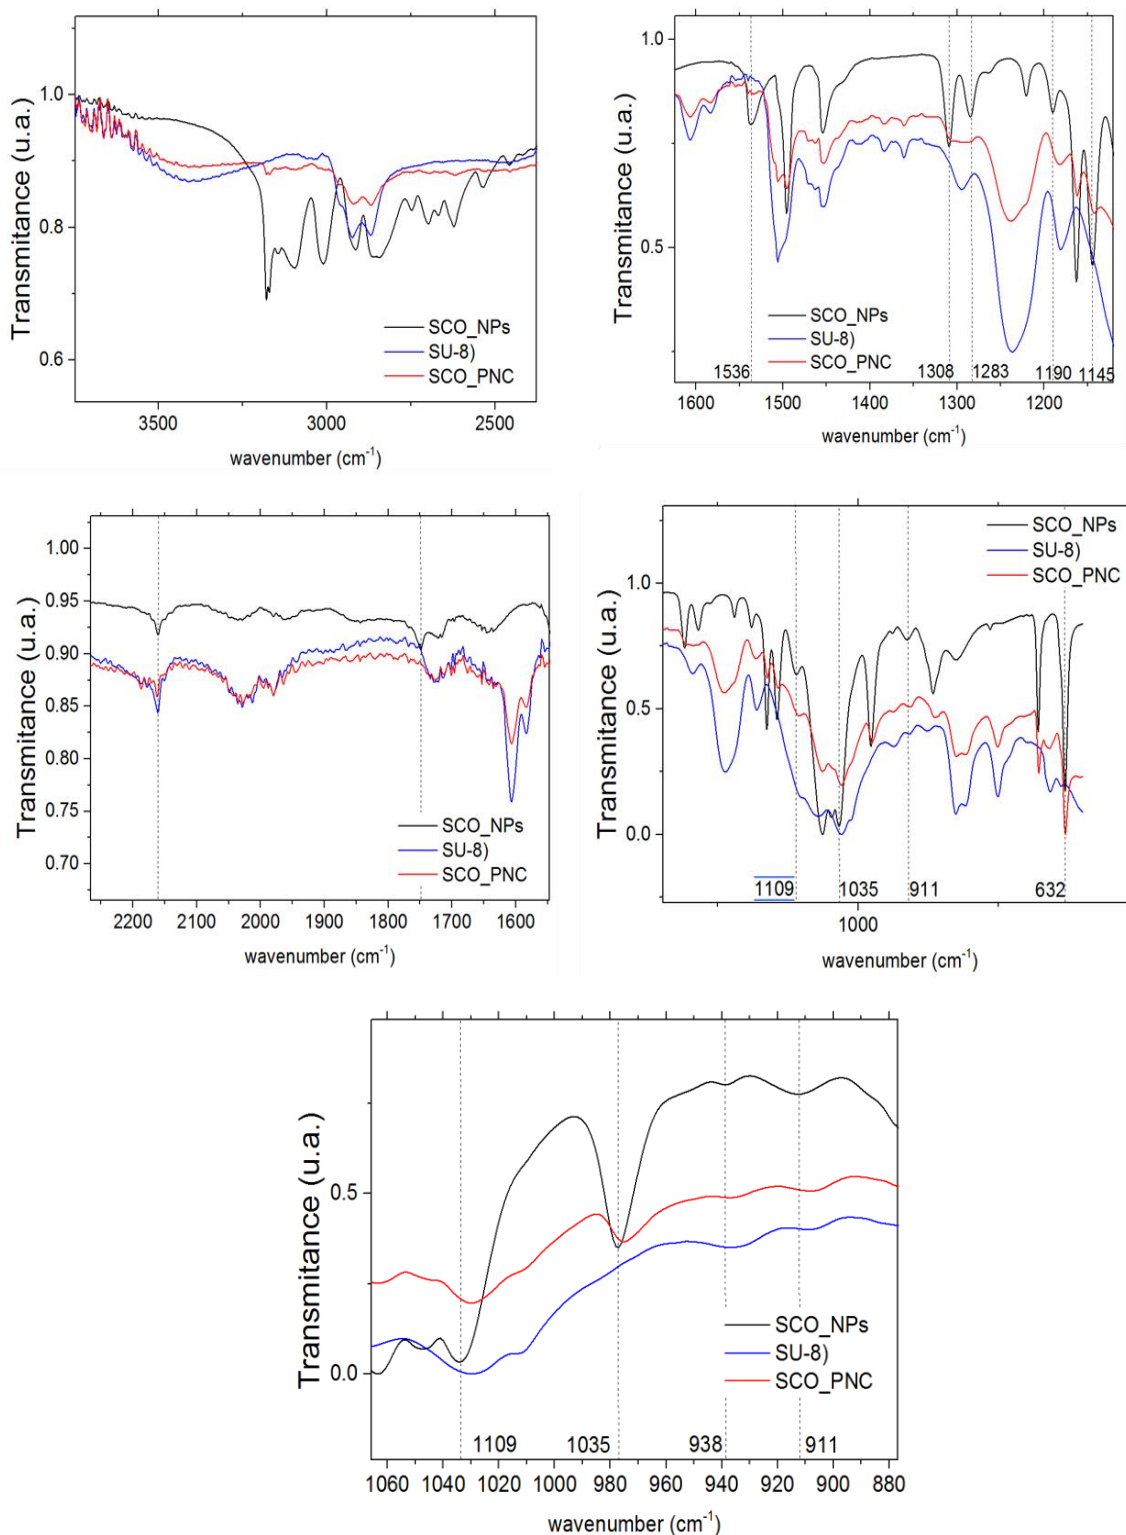 1.0
0.8
0.6
Transmitance (u.a.)
SCO_NPs
SU-8)
SCO_PNC
3500 3000 2500
wavenumber (cm-1)
1.0
0.5
Transmitance (u.a.)
SCO_NPs
SU-8)
SCO_PNC
1536 1308 1283 1190 1145
1600 1500 1400 1300 1200
wavenumber (cm-1)
1.00
0.95
0.90
0.85
0.80
0.75
0.70
Transmitance (u.a.)
SCO_NPs
SU-8)
SCO_PNC
2200 2100 2000 1900 1800 1700 1600
wavenumber (cm-1)
SCO_NPs
SU-8)
SCO_PNC
1.0
0.5
0.0
Transmitance (u.a.)
1109 1035 911 632
1000
wavenumber (cm-1)
0.5
0.0
Transmitance (u.a.)
SCO_NPs
SU-8)
SCO_PNC
1109 1035 938 911
1060 1040 1020 1000 980 960 940 920 900 880
wavenumber (cm-1)